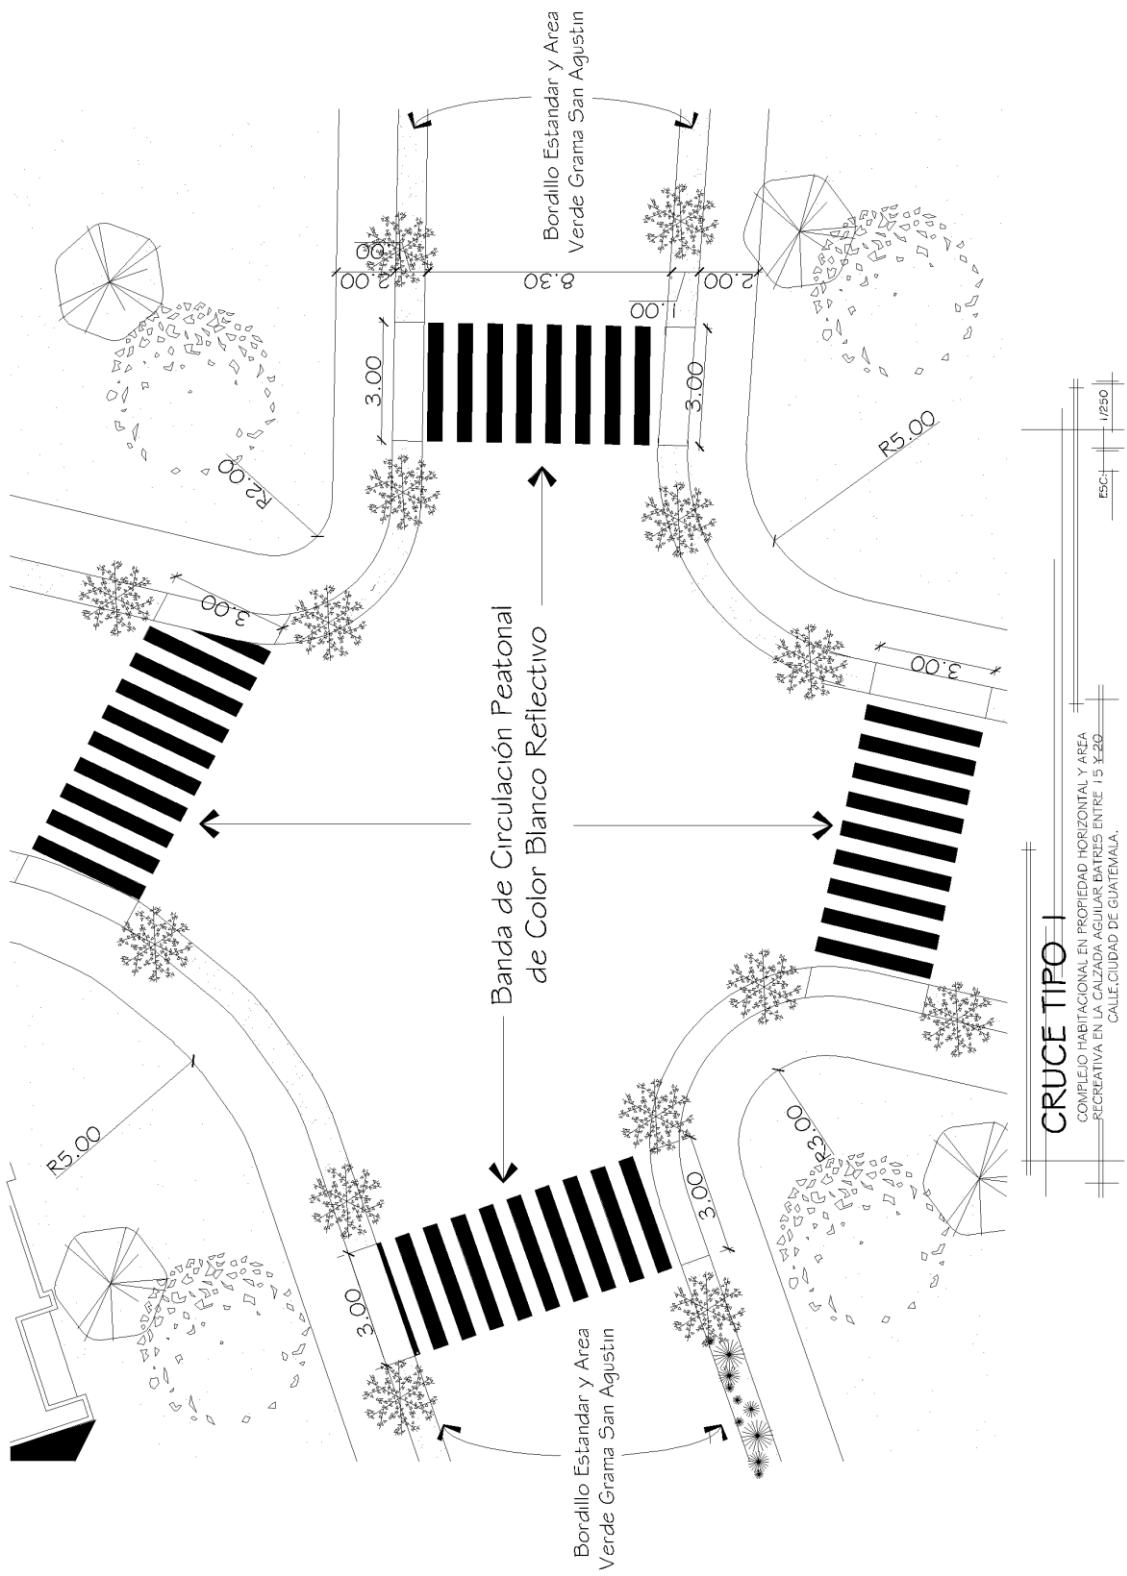 R5.00
R2.00
3.00
3.00
3.00
2.00
Banda de Circulación Peatonal
de Color Blanco Reflectivo
8.30
Bordillo Estandar y Area
Verde Grama San Agustin
Bordillo Estandar y Area
Verde Grama San Agustin
1.00
3.00
3.00
2.00
R3.00
R5.00
3.00
CRUCE TIPO I
COMPLEJO HABITACIONAL EN PROPIEDAD HORIZONTAL Y AREA
RECREATIVA EN LA CALZADA AGUILAR BATRES ENTRE 15 Y 20
CALLE,CIUDAD DE GUATEMALA.
ESC: 1/250